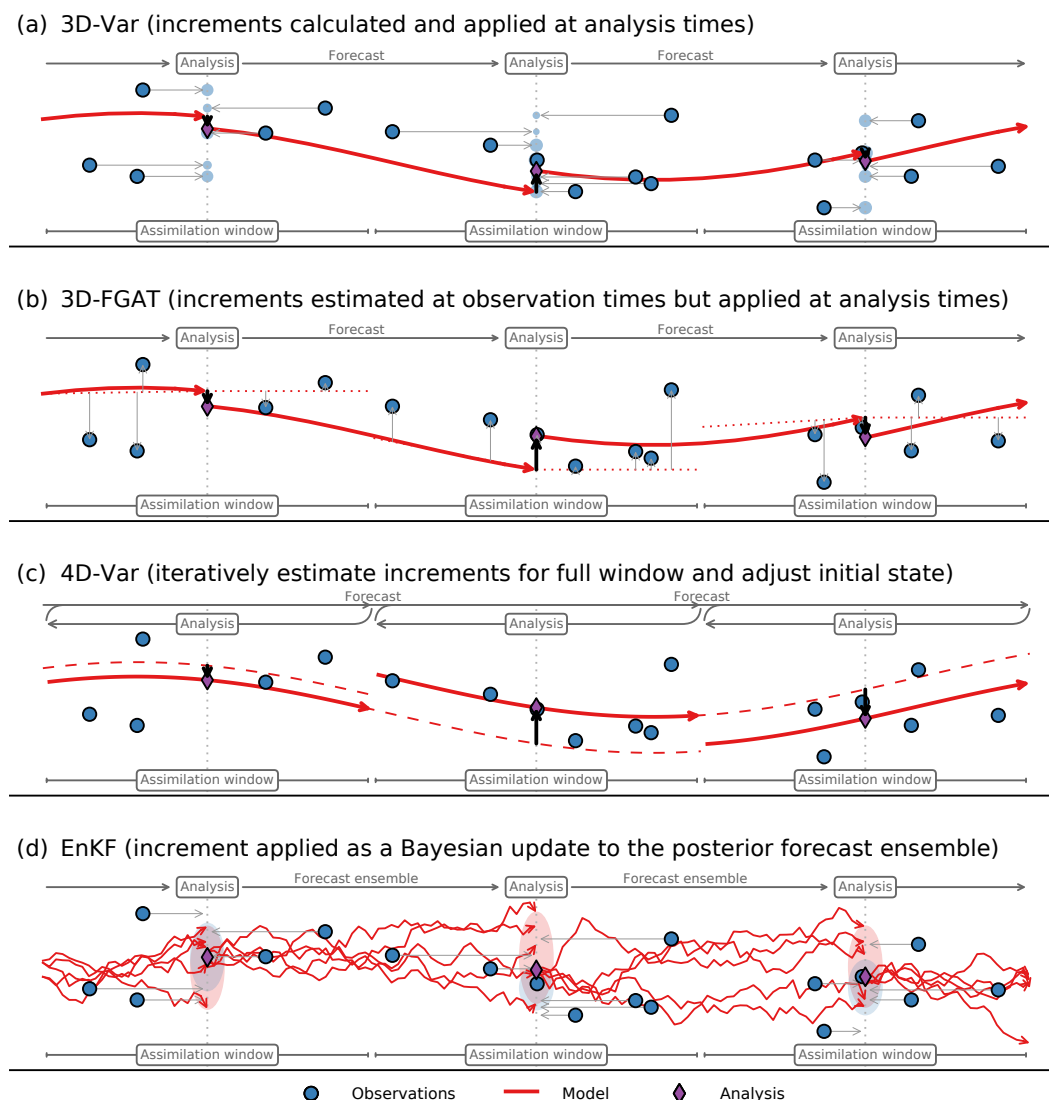 (a) 3D-Var (increments calculated and applied at analysis times)
Analysis Forecast Analysis Forecast Analysis
Assimilation window Assimilation window Assimilation window
(b) 3D-FGAT (increments estimated at observation times but applied at analysis times)
Analysis Forecast Analysis Forecast Analysis
Assimilation window Assimilation window Assimilation window
(c) 4D-Var (iteratively estimate increments for full window and adjust initial state)
Forecast Forecast
Analysis Analysis Analysis
Assimilation window Assimilation window Assimilation window
(d) EnKF (increment applied as a Bayesian update to the posterior forecast ensemble)
Analysis Forecast ensemble Analysis Forecast ensemble Analysis
Assimilation window Assimilation window Assimilation window
Observations Model Analysis